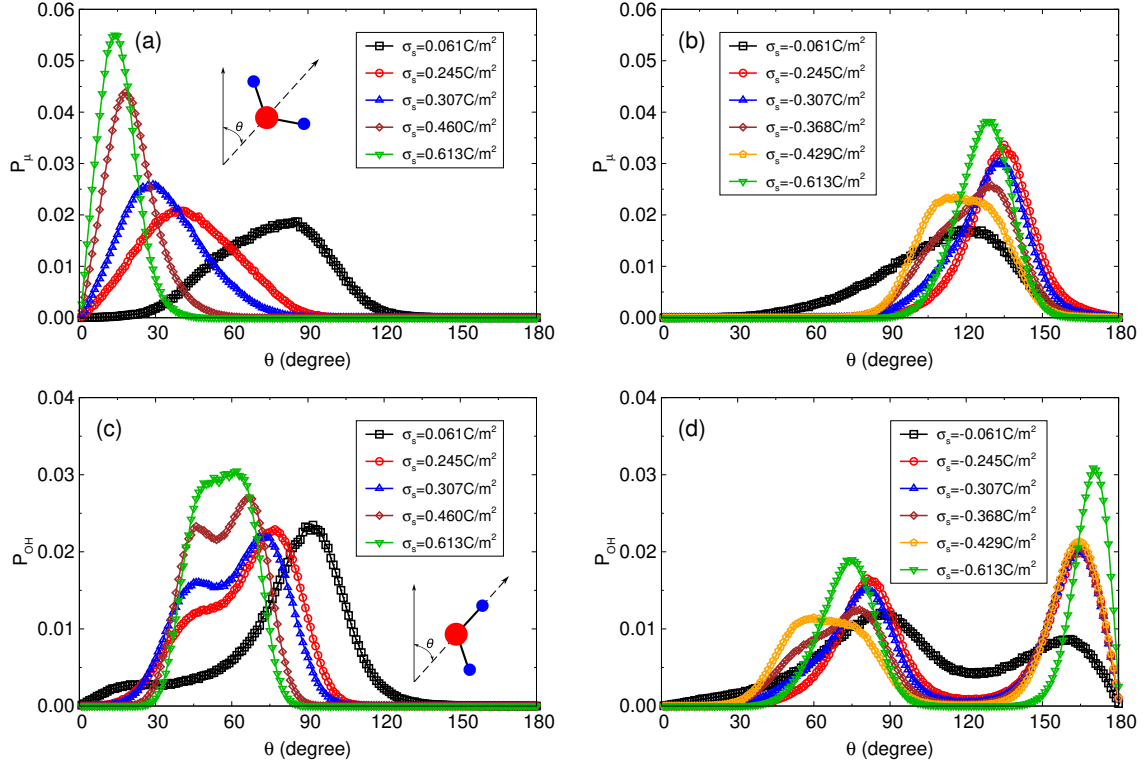 (a)
σs=0.061C/m²
σs=0.245C/m²
σs=0.307C/m²
σs=0.460C/m²
σs=0.613C/m²
θ
Pμ
0.06
0.05
0.04
0.03
0.02
0.01
0.00
0 30 60 90 120 150 180
θ (degree)
(b)
σs=-0.061C/m²
σs=-0.245C/m²
σs=-0.307C/m²
σs=-0.368C/m²
σs=-0.429C/m²
σs=-0.613C/m²
Pμ
0.06
0.05
0.04
0.03
0.02
0.01
0.00
0 30 60 90 120 150 180
θ (degree)
(c)
σs=0.061C/m²
σs=0.245C/m²
σs=0.307C/m²
σs=0.460C/m²
σs=0.613C/m²
θ
POH
0.04
0.03
0.02
0.01
0.00
0 30 60 90 120 150 180
θ (degree)
(d)
σs=-0.061C/m²
σs=-0.245C/m²
σs=-0.307C/m²
σs=-0.368C/m²
σs=-0.429C/m²
σs=-0.613C/m²
POH
0.04
0.03
0.02
0.01
0.00
0 30 60 90 120 150 180
θ (degree)